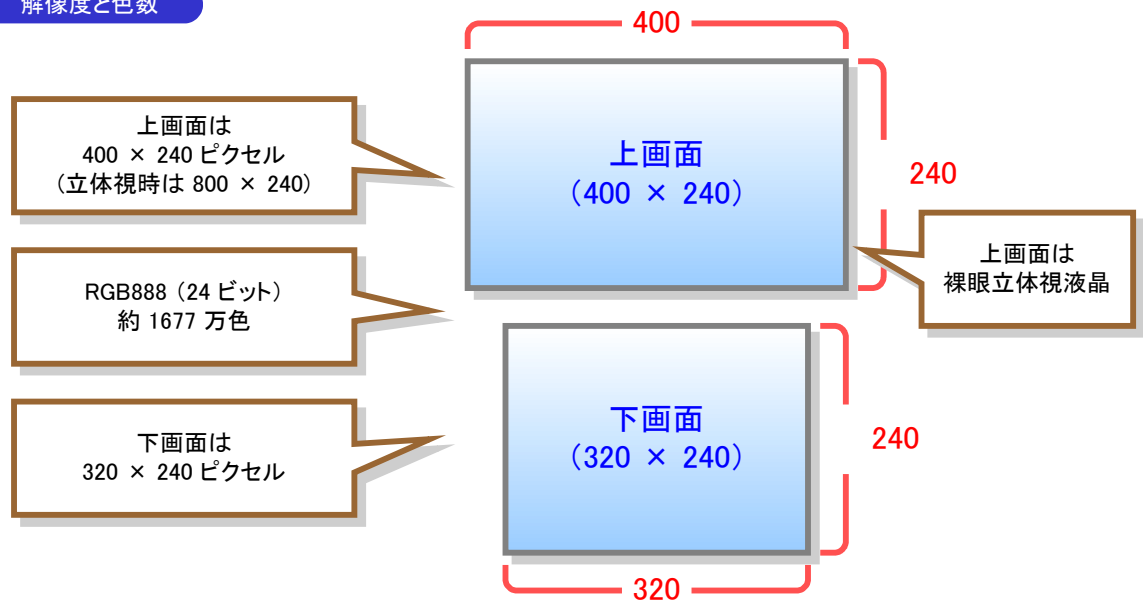 解像度と色数
400
上画面は
400 × 240 ピクセル
(立体視時は 800 × 240)
上画面
(400 × 240)
240
上画面は
裸眼立体視液晶
RGB888 (24 ビット)
約 1677 万色
下画面は
320 × 240 ピクセル
下画面
(320 × 240)
240
320